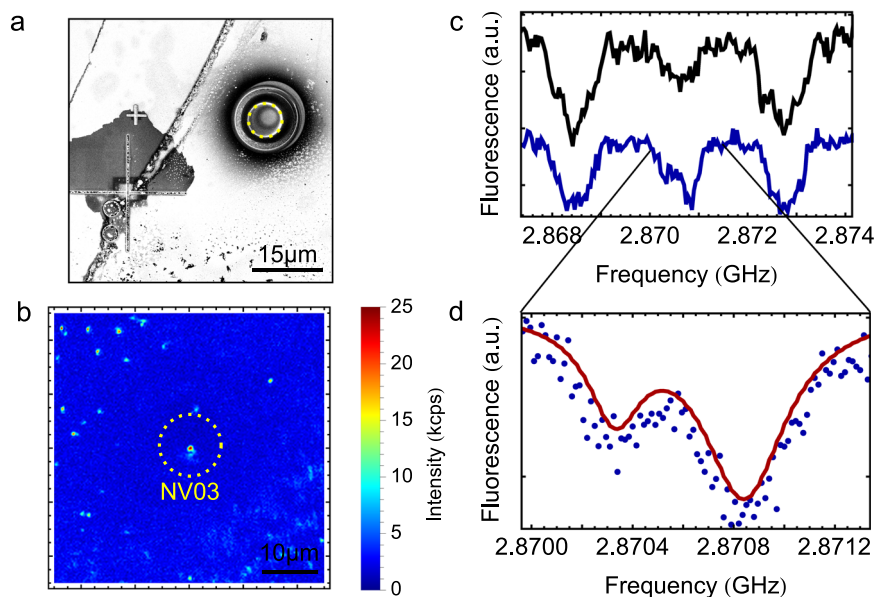 a
15μm
b
NV03
10μm
25
20
15
10
5
0
Intensity (kcps)
c
Fluorescence (a.u.)
2.868 2.870 2.872 2.874
Frequency (GHz)
d
Fluorescence (a.u.)
2.8700 2.8704 2.8708 2.8712
Frequency (GHz)